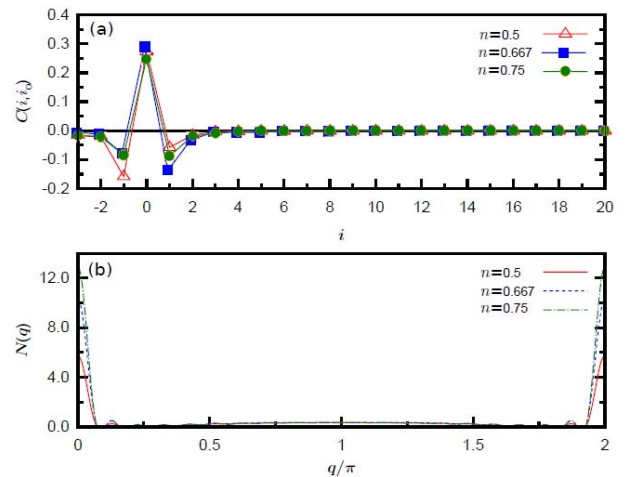 (a)
n=0.5
n=0.667
n=0.75
C(i,i₀)
0.4
0.3
0.2
0.1
0.0
-0.1
-0.2
-2 0 2 4 6 8 10 12 14 16 18 20
i
(b)
n=0.5
n=0.667
n=0.75
N(q)
12.0
8.0
4.0
0.0
0 0.5 1 1.5 2
q/π